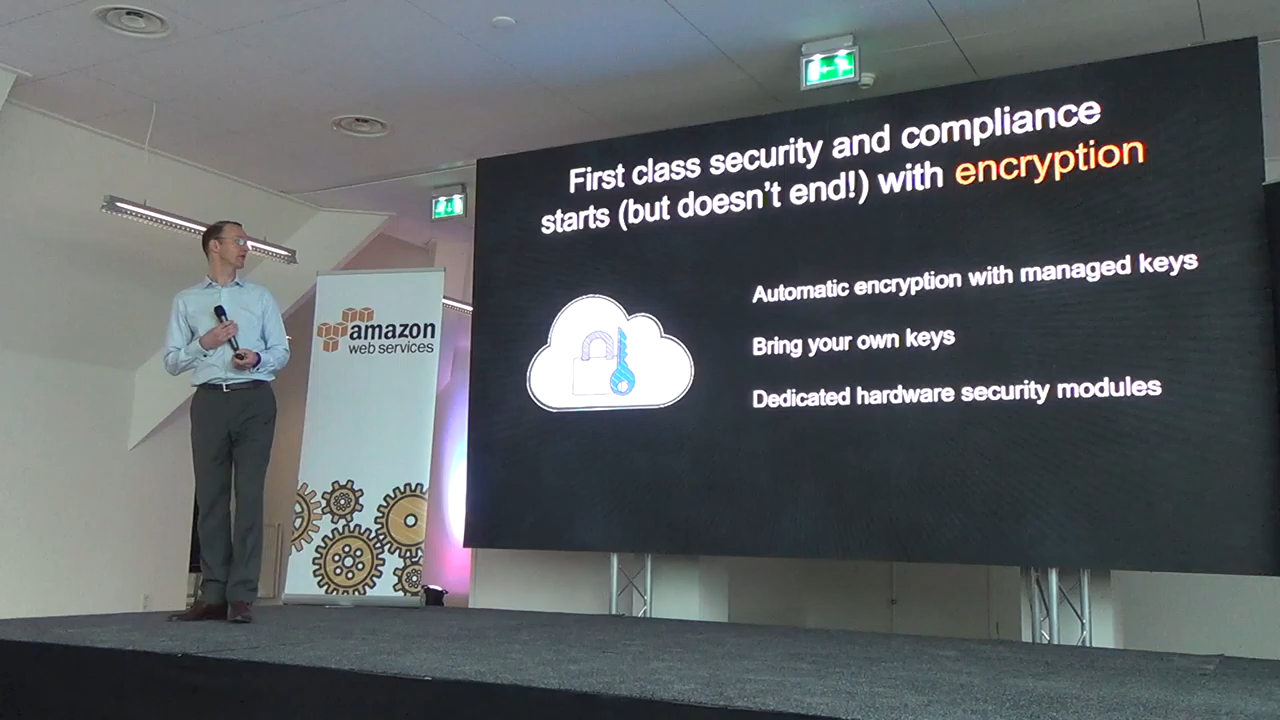 First class security and compliance
starts (but doesn't end!) with encryption
Automatic encryption with managed keys
Bring your own keys
Dedicated hardware security modules
amazon
web services